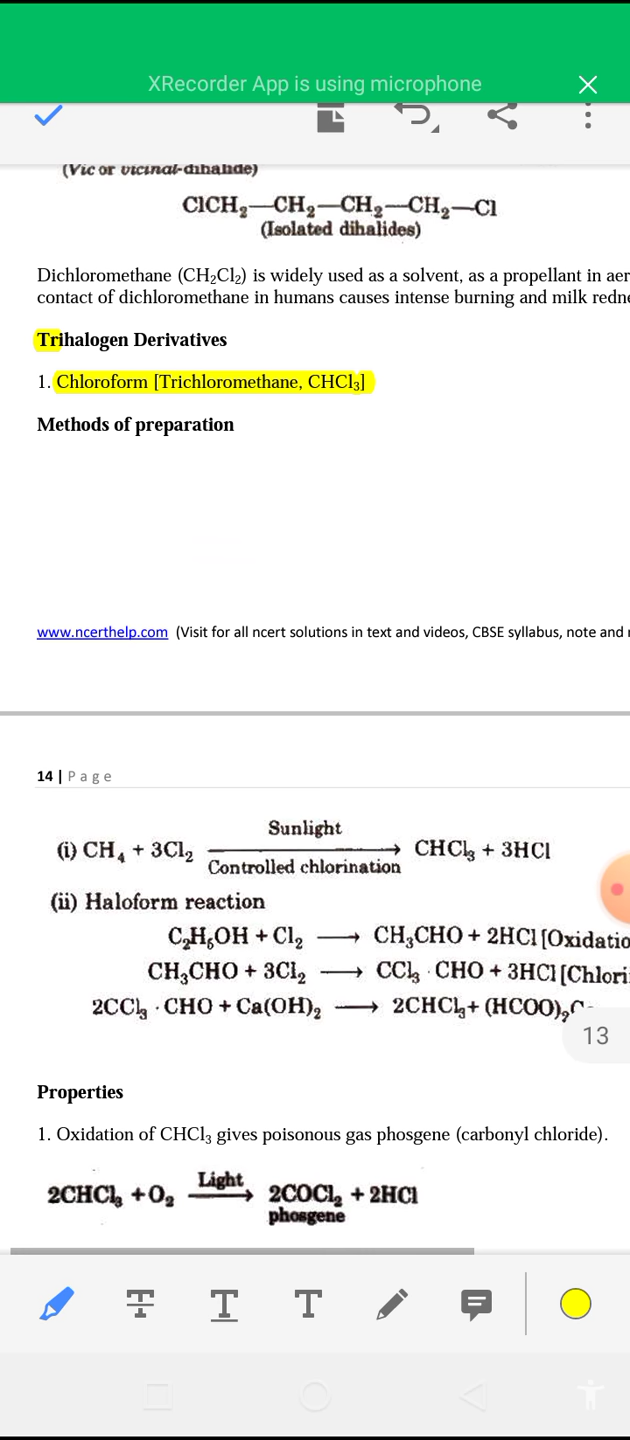 XRecorder App is using microphone
(Vic or vicinal-dihalide)
ClCH₂—CH₂—CH₂—CH₂—Cl
(Isolated dihalides)
Dichloromethane (CH₂Cl₂) is widely used as a solvent, as a propellant in aer
contact of dichloromethane in humans causes intense burning and milk redne
Trihalogen Derivatives
1. Chloroform [Trichloromethane, CHCl₃]
Methods of preparation
www.ncerthelp.com (Visit for all ncert solutions in text and videos, CBSE syllabus, note and
14 | Page
Sunlight
(i) CH₄ + 3Cl₂ ⟶ CHCl₃ + 3HCl
Controlled chlorination
(ii) Haloform reaction
C₂H₅OH + Cl₂ ⟶ CH₃CHO + 2HCl [Oxidatio
CH₃CHO + 3Cl₂ ⟶ CCl₃ · CHO + 3HCl [Chlori
2CCl₃ · CHO + Ca(OH)₂ ⟶ 2CHCl₃ + (HCOO)₂
13
Properties
1. Oxidation of CHCl₃ gives poisonous gas phosgene (carbonyl chloride).
Light
2CHCl₃ + O₂ ⟶ 2COCl₂ + 2HCl
phosgene
T T T